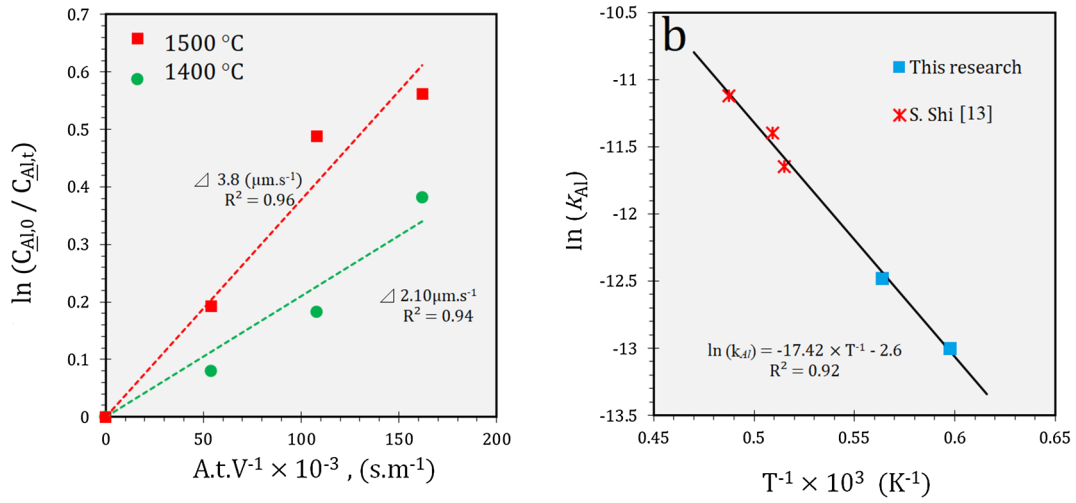 0.7
0.6
0.5
0.4
0.3
0.2
0.1
0
0
50
100
150
200
ln (C̲A̲l̲,0 / C̲A̲l̲,t)
A.t.V⁻¹ × 10⁻³ , (s.m⁻¹)
1500 °C
1400 °C
⊿ 3.8 (μm.s⁻¹)
R² = 0.96
⊿ 2.10μm.s⁻¹
R² = 0.94
b
-10.5
-11
-11.5
-12
-12.5
-13
-13.5
0.45
0.5
0.55
0.6
0.65
ln (kAl)
T⁻¹ × 10³ (K⁻¹)
This research
S. Shi [13]
ln (kAl) = -17.42 × T⁻¹ - 2.6
R² = 0.92